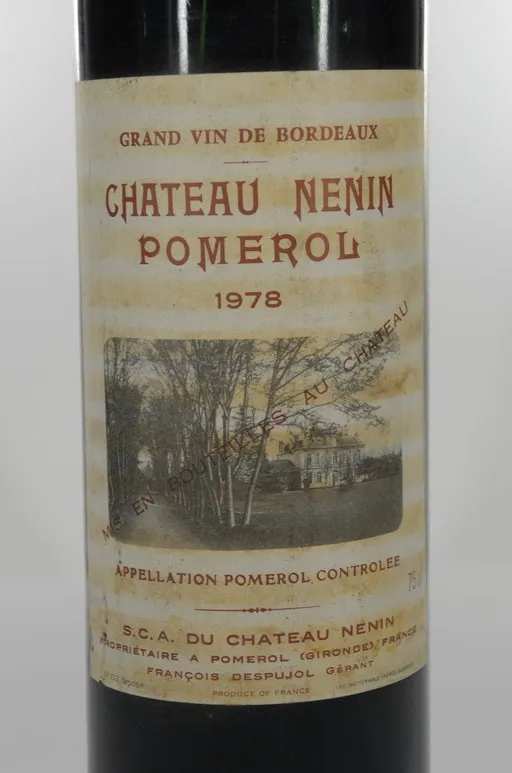 GRAND VIN DE BORDEAUX
CHATEAU NENIN
POMEROL
1978
MIS EN BOUTEILLES AU CHATEAU
APPELLATION POMEROL CONTROLEE
S.C.A. DU CHATEAU NENIN
PROPRIÉTAIRE A POMEROL (GIRONDE) FRANCE
FRANÇOIS DESPUJOL GÉRANT
PRODUCE OF FRANCE